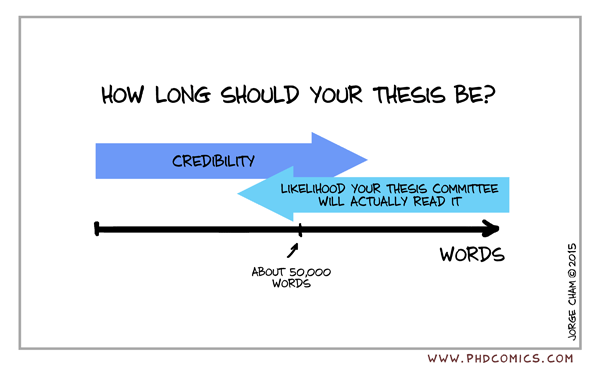 HOW LONG SHOULD YOUR THESIS BE?
CREDIBILITY
LIKELIHOOD YOUR THESIS COMMITTEE
WILL ACTUALLY READ IT
WORDS
ABOUT 50,000
WORDS
JORGE CHAM © 2015
WWW.PHDCOMICS.COM